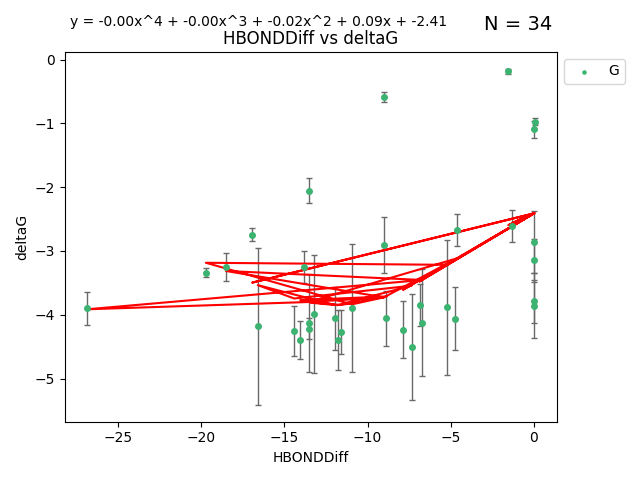 y = -0.00x^4 + -0.00x^3 + -0.02x^2 + 0.09x + -2.41
N = 34
HBONDDiff vs deltaG
G
deltaG
0
−1
−2
−3
−4
−5
−25
−20
−15
−10
−5
0
HBONDDiff